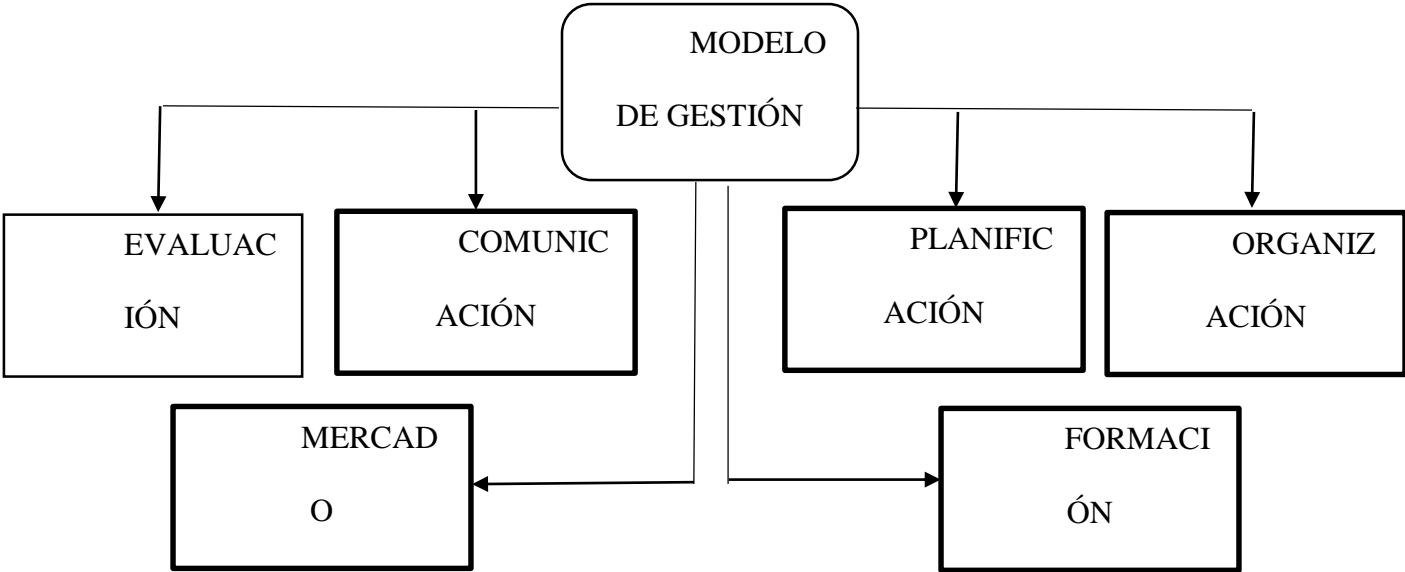 MODELO
DE GESTIÓN
EVALUAC
IÓN
COMUNIC
ACIÓN
PLANIFIC
ACIÓN
ORGANIZ
ACIÓN
MERCAD
O
FORMACI
ÓN